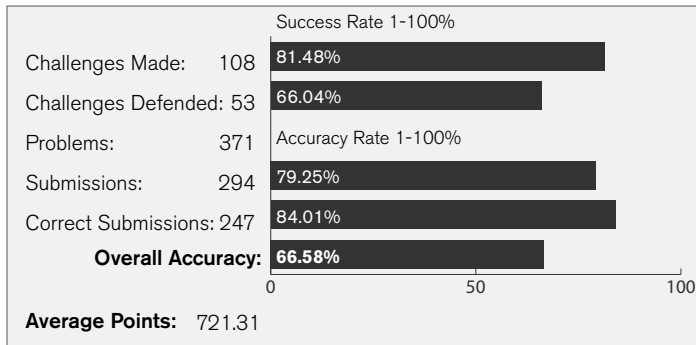 Success Rate 1-100%
Challenges Made: 108 81.48%
Challenges Defended: 53 66.04%
Problems: 371 Accuracy Rate 1-100%
Submissions: 294 79.25%
Correct Submissions: 247 84.01%
Overall Accuracy: 66.58%
0 50 100
Average Points: 721.31